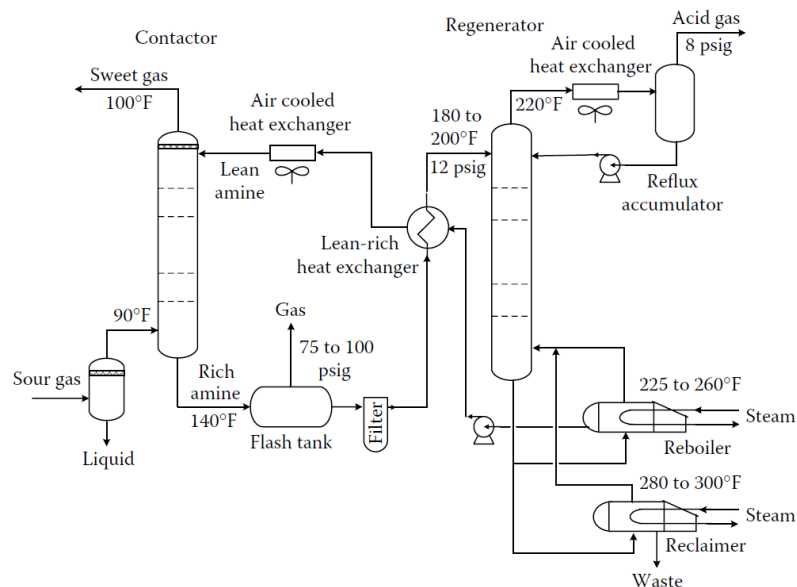 Contactor
Regenerator
Acid gas
8 psig
Air cooled
heat exchanger
Sweet gas
100°F
Air cooled
heat exchanger
220°F
180 to
200°F
12 psig
Lean
amine
Reflux
accumulator
Lean-rich
heat exchanger
90°F
Gas
75 to 100
psig
Sour gas
Rich
amine
140°F
Flash tank
Filter
Liquid
225 to 260°F
Steam
Reboiler
280 to 300°F
Steam
Reclaimer
Waste